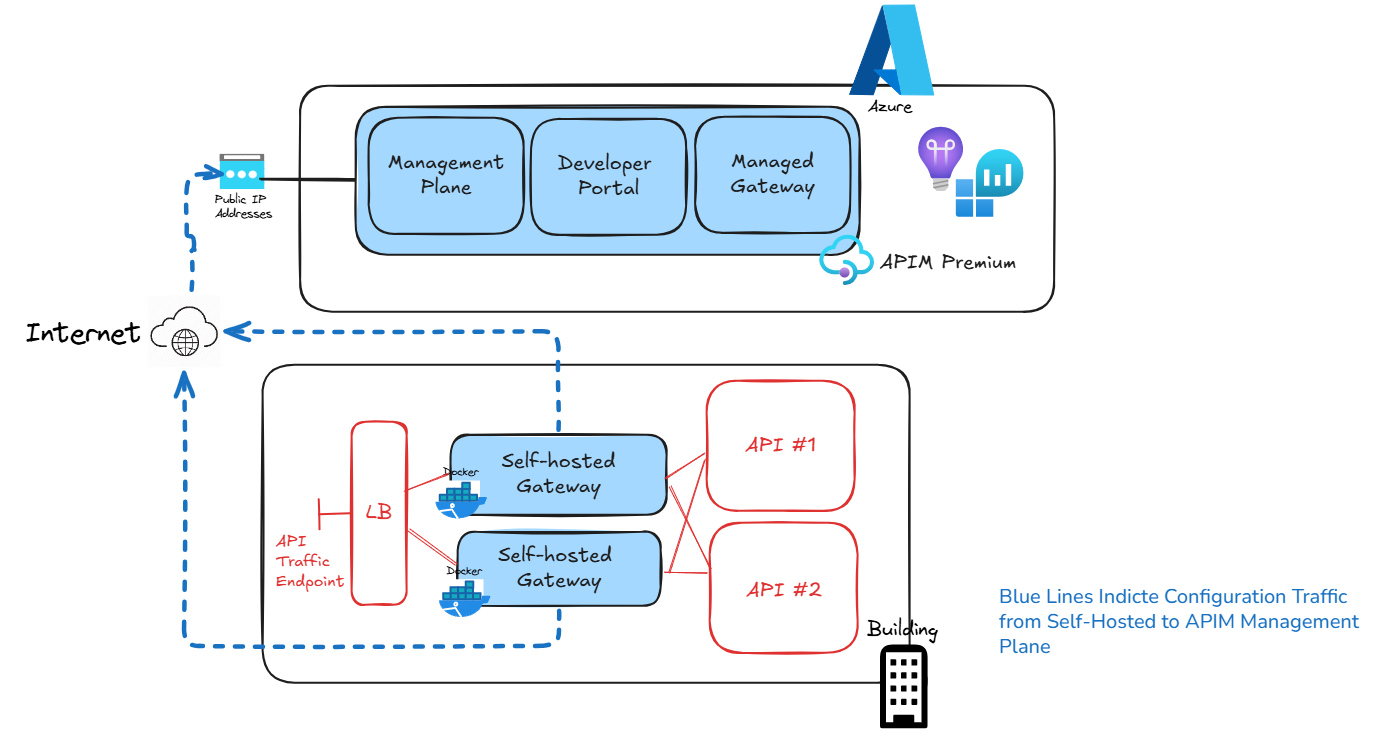 Azure
Management
Plane
Developer
Portal
Managed
Gateway
Public IP
Addresses
APIM Premium
Internet
API #1
Self-hosted
Gateway
Docker
LB
API
Traffic
Endpoint
Self-hosted
Gateway
Docker
API #2
Building
Blue Lines Indicte Configuration Traffic
from Self-Hosted to APIM Management
Plane